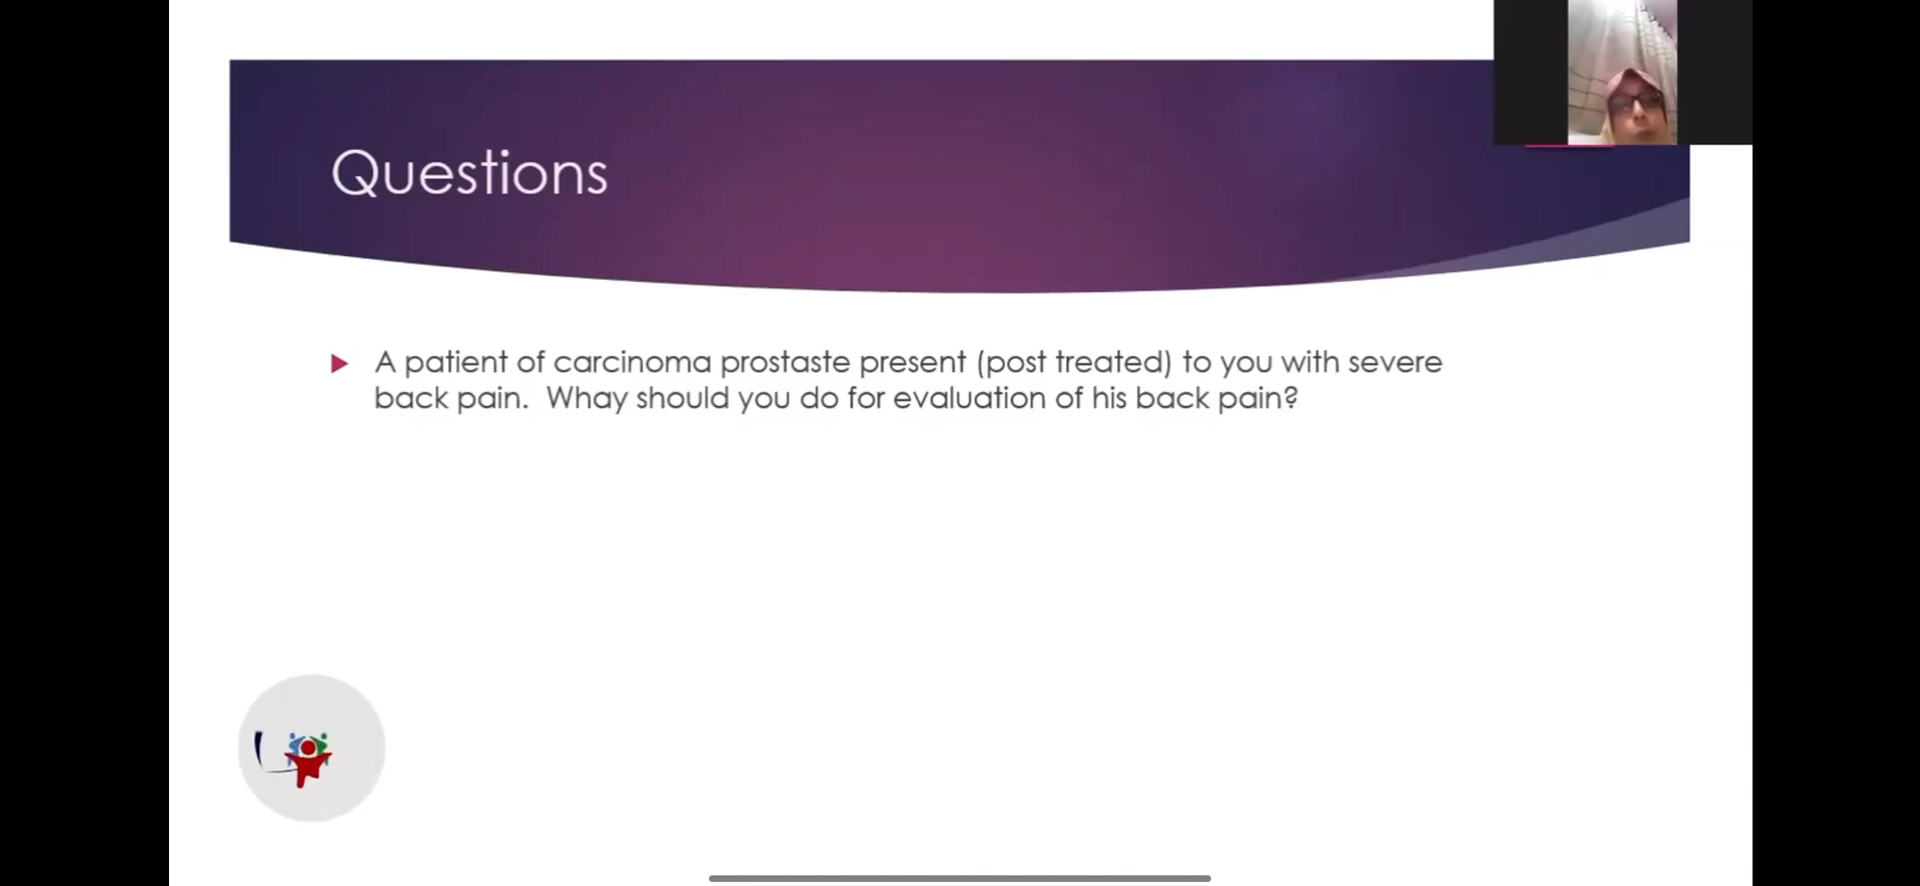 Questions
A patient of carcinoma prostaste present (post treated) to you with severe
back pain.  Whay should you do for evaluation of his back pain?